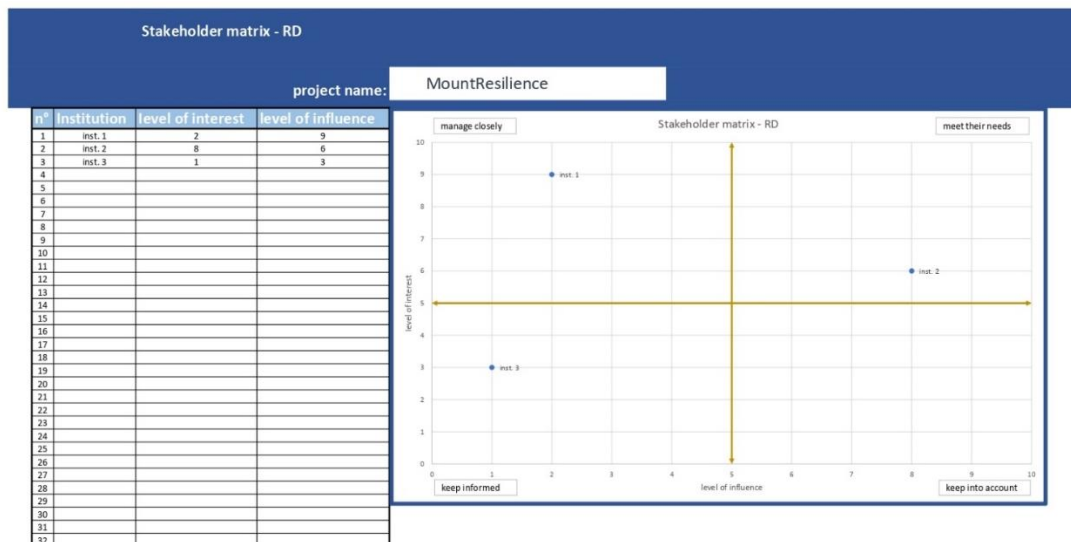 Stakeholder matrix - RD
project name: MountResilience
n° Institution level of interest level of influence
1 inst. 1 2 9
2 inst. 2 8 6
3 inst. 3 1 3
4
5
6
7
8
9
10
11
12
13
14
15
16
17
18
19
20
21
22
23
24
25
26
27
28
29
30
31
32
manage closely Stakeholder matrix - RD meet their needs
10
9 inst. 1
8
7
6 inst. 2
level of interest
5
4
3 inst. 3
2
1
0
0 1 2 3 4 5 6 7 8 9 10
keep informed level of influence keep into account